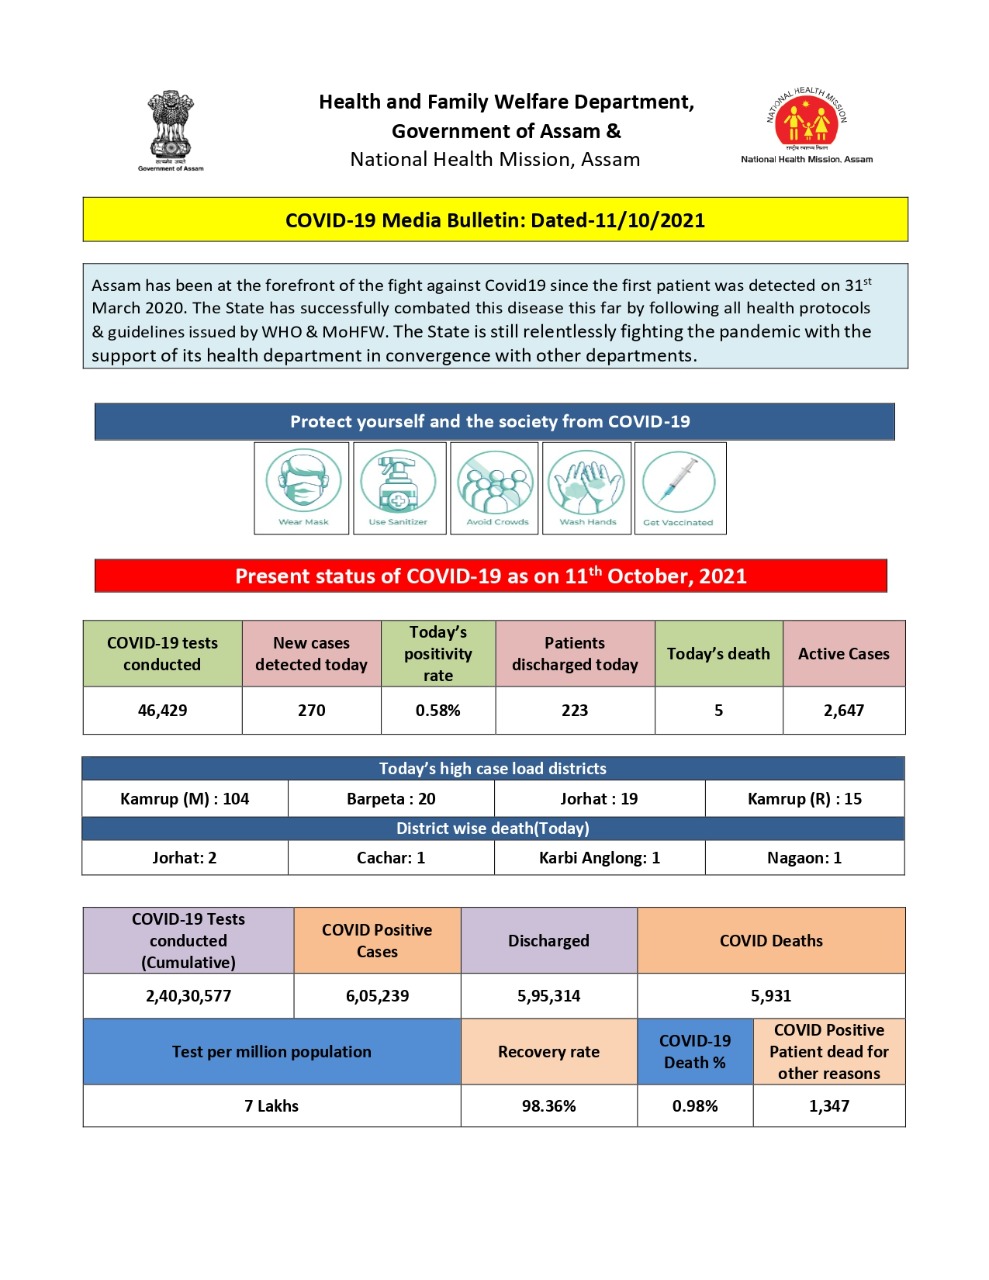 Health and Family Welfare Department,
Government of Assam &
National Health Mission, Assam
सत्यमेव जयते
Government of Assam
NATIONAL HEALTH MISSION
राष्ट्रीय स्वास्थ्य मिशन
National Health Mission, Assam
COVID-19 Media Bulletin: Dated-11/10/2021
Assam has been at the forefront of the fight against Covid19 since the first patient was detected on 31st
March 2020. The State has successfully combated this disease this far by following all health protocols
& guidelines issued by WHO & MoHFW. The State is still relentlessly fighting the pandemic with the
support of its health department in convergence with other departments.
Protect yourself and the society from COVID-19
Wear Mask Use Sanitizer Avoid Crowds Wash Hands Get Vaccinated
Present status of COVID-19 as on 11th October, 2021
COVID-19 tests
conducted
New cases
detected today
Today's
positivity
rate
Patients
discharged today
Today's death
Active Cases
46,429 270 0.58% 223 5 2,647
Today's high case load districts
Kamrup (M) : 104 Barpeta : 20 Jorhat : 19 Kamrup (R) : 15
District wise death(Today)
Jorhat: 2 Cachar: 1 Karbi Anglong: 1 Nagaon: 1
COVID-19 Tests
conducted
(Cumulative)
COVID Positive
Cases
Discharged
COVID Deaths
2,40,30,577 6,05,239 5,95,314 5,931
Test per million population
Recovery rate
COVID-19
Death %
COVID Positive
Patient dead for
other reasons
7 Lakhs 98.36% 0.98% 1,347